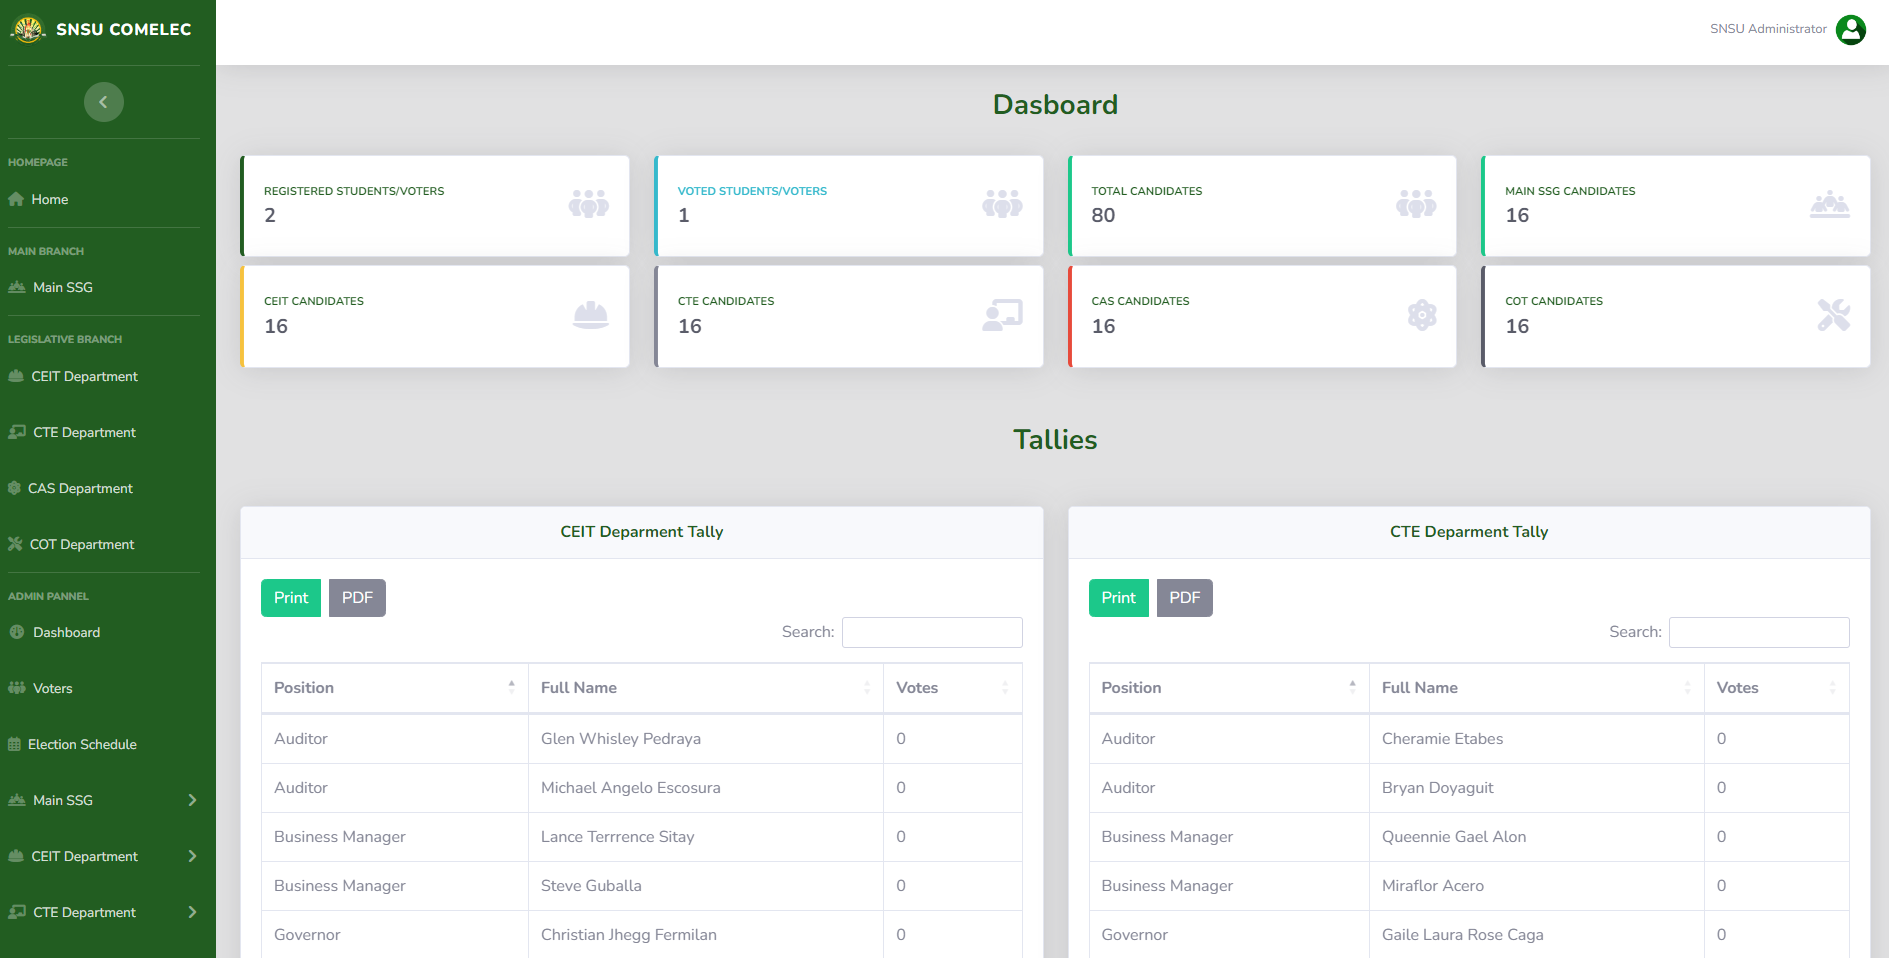 SNSU COMELEC
HOMEPAGE
Home
MAIN BRANCH
Main SSG
LEGISLATIVE BRANCH
CEIT Department
CTE Department
CAS Department
COT Department
ADMIN PANNEL
Dashboard
Voters
Election Schedule
Main SSG
CEIT Department
CTE Department
SNSU Administrator
Dasboard
REGISTERED STUDENTS/VOTERS
2
VOTED STUDENTS/VOTERS
1
TOTAL CANDIDATES
80
MAIN SSG CANDIDATES
16
CEIT CANDIDATES
16
CTE CANDIDATES
16
CAS CANDIDATES
16
COT CANDIDATES
16
Tallies
CEIT Deparment Tally
Print PDF
Search:
Position Full Name Votes
Auditor Glen Whisley Pedraya 0
Auditor Michael Angelo Escosura 0
Business Manager Lance Terrrence Sitay 0
Business Manager Steve Guballa 0
Governor Christian Jhegg Fermilan 0
CTE Deparment Tally
Print PDF
Search:
Position Full Name Votes
Auditor Cheramie Etabes 0
Auditor Bryan Doyaguit 0
Business Manager Queennie Gael Alon 0
Business Manager Miraflor Acero 0
Governor Gaile Laura Rose Caga 0